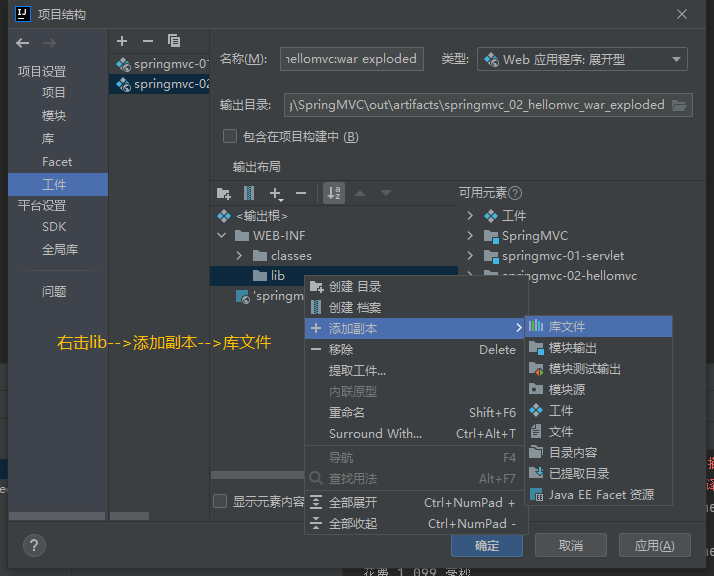 项目结构
项目设置
项目
模块
库
Facet
工件
平台设置
SDK
全局库
问题
springmvc-01
springmvc-02
名称(M):
hellomvc:war exploded
类型:
Web 应用程序: 展开型
输出目录:
\SpringMVC\out\artifacts\springmvc_02_hellomvc_war_exploded
包含在项目构建中 (B)
输出布局
可用元素
<输出根>
WEB-INF
classes
lib
'springm
工件
SpringMVC
springmvc-01-servlet
springmvc-02-hellomvc
右击lib-->添加副本-->库文件
创建 目录
创建 档案
添加副本
移除 Delete
提取工件...
内联原型
重命名 Shift+F6
Surround With... Ctrl+Alt+T
导航 F4
查找用法 Alt+F7
全部展开 Ctrl+NumPad +
全部收起 Ctrl+NumPad -
库文件
模块输出
模块测试输出
模块源
工件
文件
目录内容
已提取目录
Java EE Facet 资源
显示元素内容
?
确定
取消
应用(A)
花费 1,099 毫秒